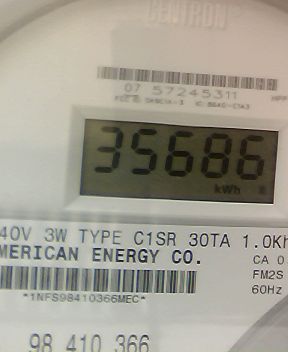 CENTRON
07 57245311
35686
kWh
40V 3W TYPE C1SR 30TA 1.0Kh
MERICAN ENERGY CO.
CA 0
FM2S
60Hz
*1NFS98410366MEC*
98 410 366